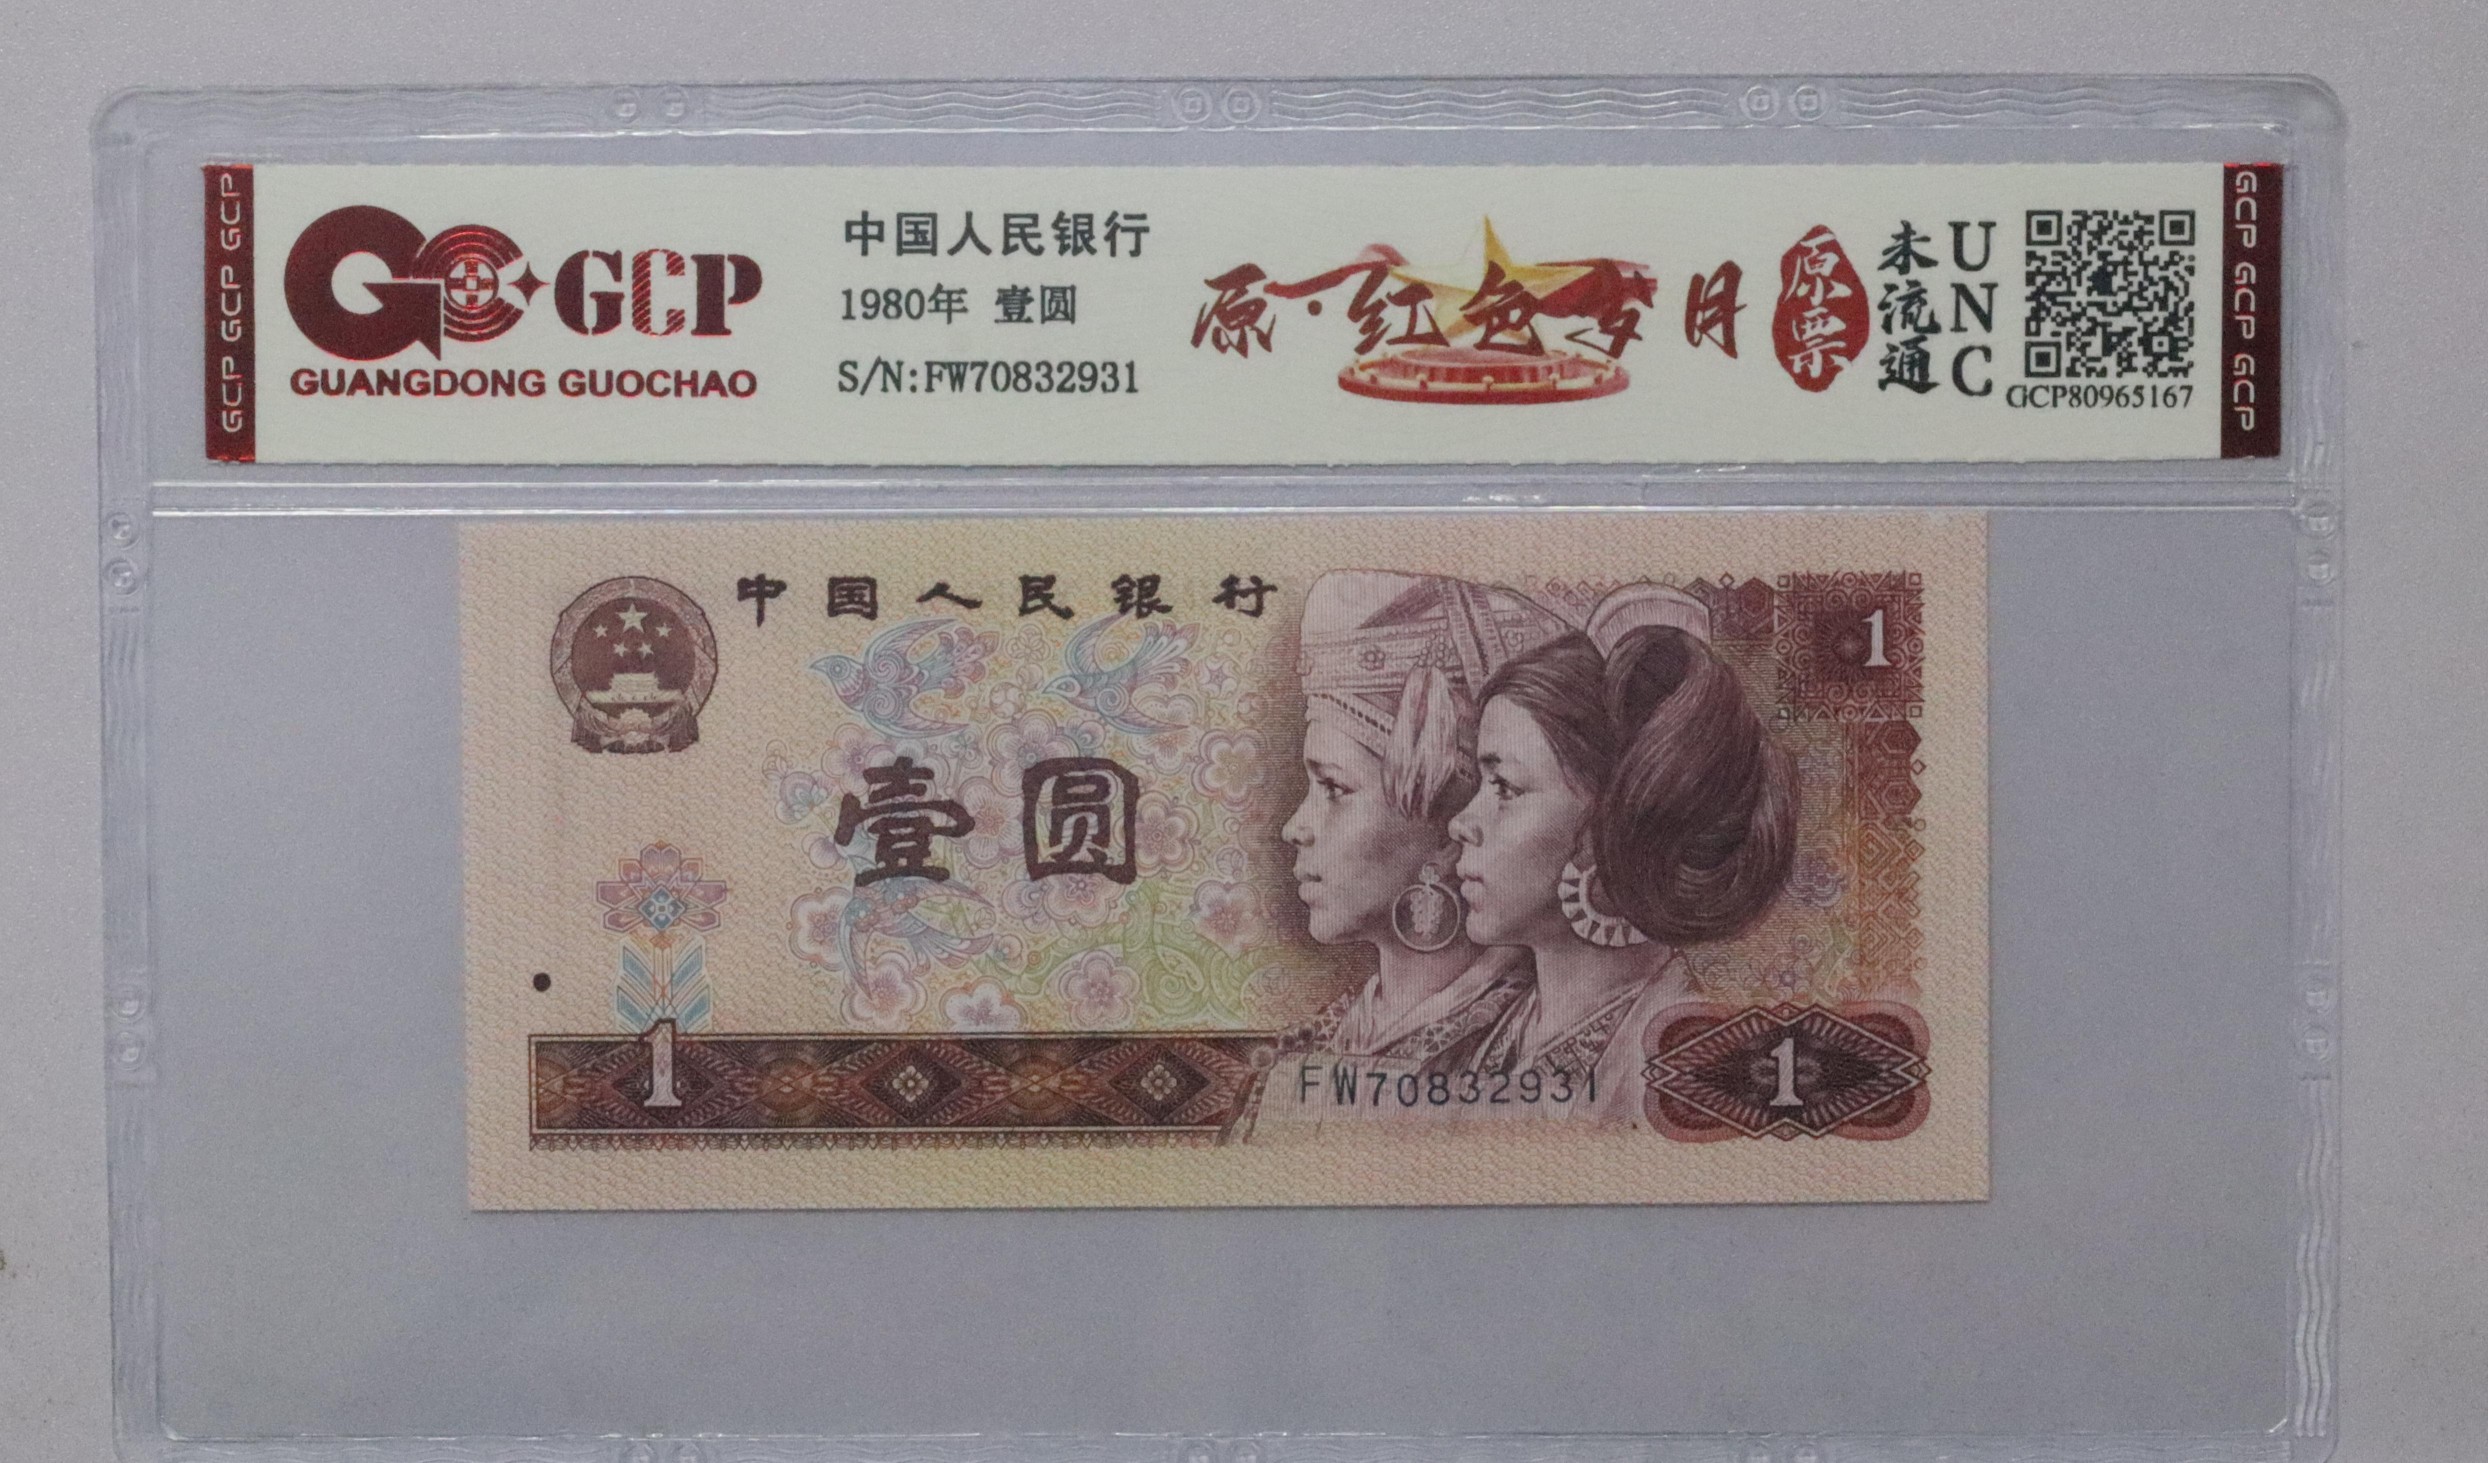 GCP GCP GCP
GCP
GUANGDONG GUOCHAO
中国人民银行
1980年 壹圆
S/N:FW70832931
原·红色岁月
原票
未流通
UNC
GCP80965167
GCP GCP GCP
中国人民银行
1
壹圆
1
FW70832931
1